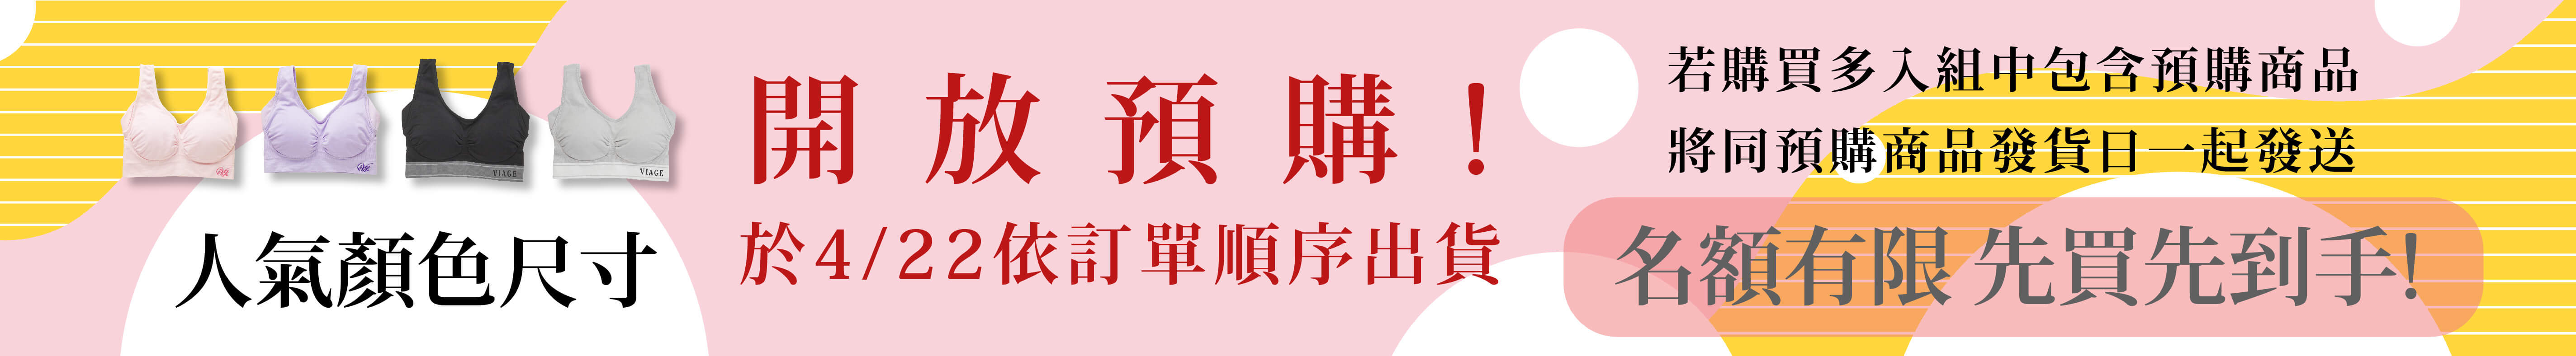 VIAGE
VIAGE
人氣顏色尺寸
開放預購!
於4/22依訂單順序出貨
若購買多入組中包含預購商品
將同預購商品發貨日一起發送
名額有限 先買先到手!